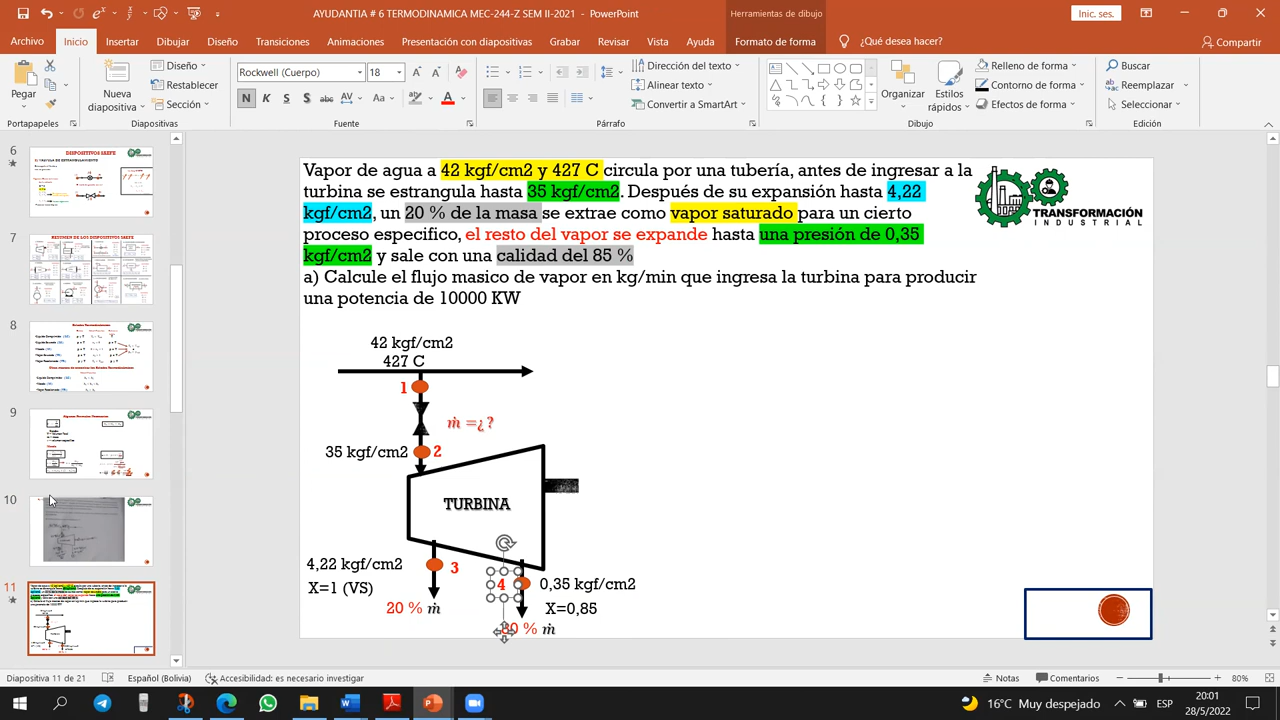 AYUDANTIA # 6 TRANSFORMACIÓN MEC-244-Z SEM II-2021 - PowerPoint
Herramientas de dibujo
Inic. ses.
Archivo Inicio Insertar Dibujar Diseño Transiciones Animaciones Presentación con diapositivas Grabar Revisar Vista Ayuda Formato de forma ¿Qué desea hacer? Compartir
Pegar
Nueva diapositiva
Diseño
Restablecer
Sección
Rockwell (Cuerpo) 18
N K S S abc AV Aa A
Dirección del texto
Alinear texto
Convertir a SmartArt
Organizar
Estilos rápidos
Relleno de forma
Contorno de forma
Efectos de forma
Buscar
Reemplazar
Seleccionar
Portapapeles Diapositivas Fuente Párrafo Dibujo Edición
6
8
9
10
11
Vapor de agua a 42 kgf/cm2 y 427 C circula por una tubería, antes de ingresar a la
turbina se estrangula hasta 35 kgf/cm2. Después de su expansión hasta 4,22
kgf/cm2, un 20 % de la masa se extrae como vapor saturado para un cierto
proceso especifico, el resto del vapor se expande hasta una presión de 0,35
kgf/cm2 y sale con una calidad del 85 %
a) Calcule el flujo masico de vapor en kg/min que ingresa la turbina para producir
una potencia de 10000 KW
TRANSFORMACIÓN
INDUSTRIAL
42 kgf/cm2
427 C
1
ṁ =¿?
35 kgf/cm2 2
TURBINA
4,22 kgf/cm2 3
4 0,35 kgf/cm2
X=1 (VS)
X=0,85
20 % ṁ
80 % ṁ
Diapositiva 11 de 21 Español (Bolivia) Accesibilidad: es necesario investigar Notas Comentarios 80%
16°C Muy despejado ESP 20:01
28/5/2022